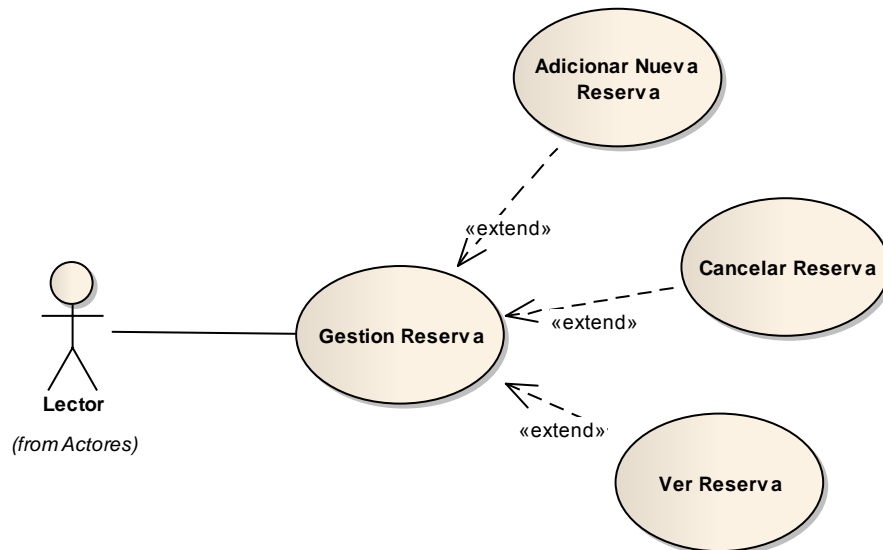 Adicionar Nueva
Reserva
«extend»
Cancelar Reserva
«extend»
Gestion Reserva
Lector
(from Actores)
«extend»
Ver Reserva